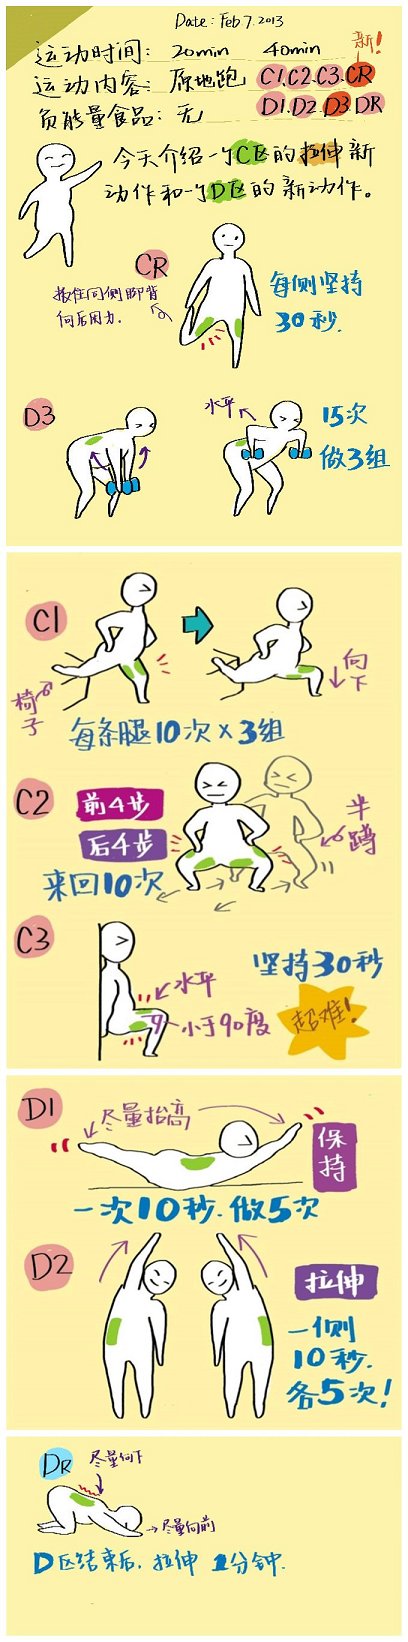 Date: Feb 7.2013
运动时间: 20min 40min
新!
运动内容: 原地跑 C1.C2.C3.CR
D1.D2.D3 DR
负能量食品: 无
今天介绍一个C区的拉伸新
动作和一个D区的新动作。
CR
扳住同侧脚背
向后用力.
每侧坚持
30秒.
D3
水平
15次
做3组
C1
椅子
向下
每条腿10次×3组
C2
前4步
后4步
来回10次
半蹲
C3
水平
小于90度
坚持30秒
超难!
D1
尽量抬高
保持
一次10秒.做5次
D2
拉伸
一侧
10秒.
各5次!
DR
尽量向下
尽量向前
D区结束后.拉伸 1分钟.